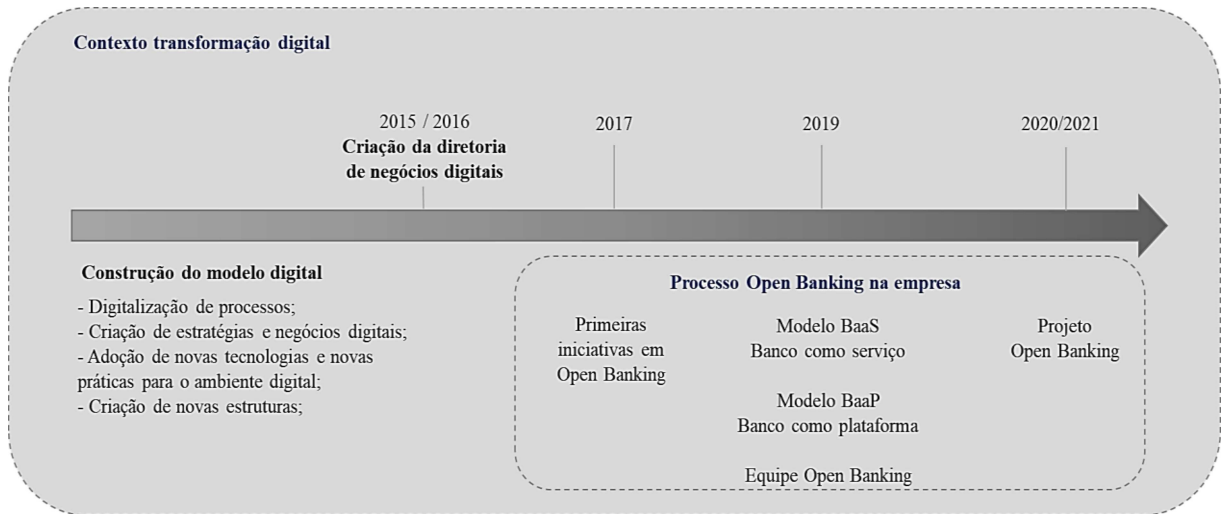 Contexto transformação digital
2015 / 2016
Criação da diretoria
de negócios digitais
2017
2019
2020/2021
Construção do modelo digital
- Digitalização de processos;
- Criação de estratégias e negócios digitais;
- Adoção de novas tecnologias e novas
práticas para o ambiente digital;
- Criação de novas estruturas;
Processo Open Banking na empresa
Primeiras
iniciativas em
Open Banking
Modelo BaaS
Banco como serviço
Modelo BaaP
Banco como plataforma
Equipe Open Banking
Projeto
Open Banking